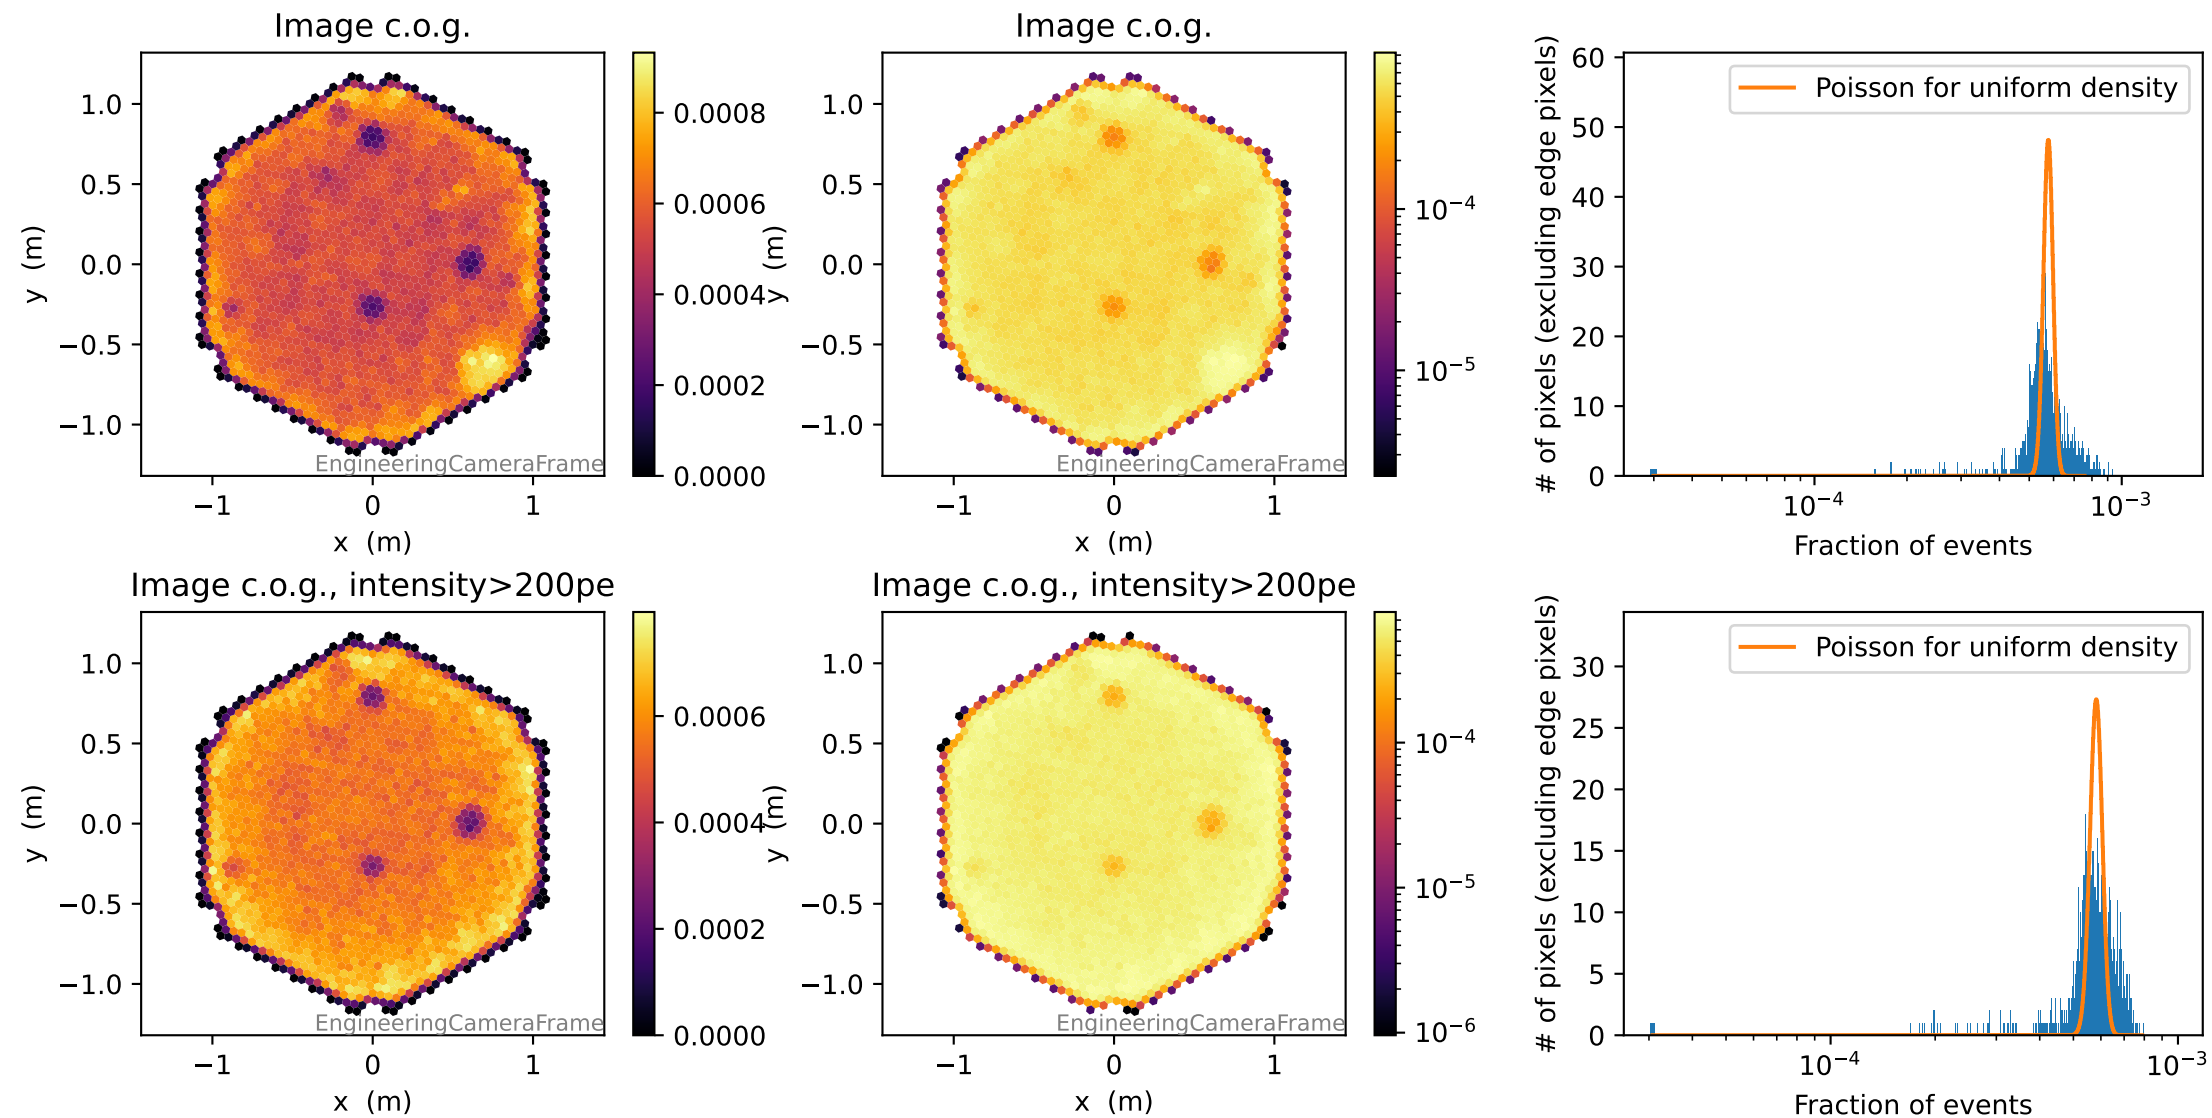 Image c.o.g.
1.0
0.5
0.0
−0.5
−1.0
y (m)
−1
0
1
x (m)
EngineeringCameraFrame
0.0008
0.0006
0.0004
0.0002
0.0000
Image c.o.g.
1.0
0.5
0.0
−0.5
−1.0
y (m)
−1
0
1
x (m)
EngineeringCameraFrame
10⁻⁴
10⁻⁵
60
50
40
30
20
10
0
# of pixels (excluding edge pixels)
Poisson for uniform density
10⁻⁴
10⁻³
Fraction of events
Image c.o.g., intensity>200pe
1.0
0.5
0.0
−0.5
−1.0
y (m)
−1
0
1
x (m)
EngineeringCameraFrame
0.0006
0.0004
0.0002
0.0000
Image c.o.g., intensity>200pe
1.0
0.5
0.0
−0.5
−1.0
y (m)
−1
0
1
x (m)
EngineeringCameraFrame
10⁻⁴
10⁻⁵
10⁻⁶
30
25
20
15
10
5
0
# of pixels (excluding edge pixels)
Poisson for uniform density
10⁻⁴
10⁻³
Fraction of events